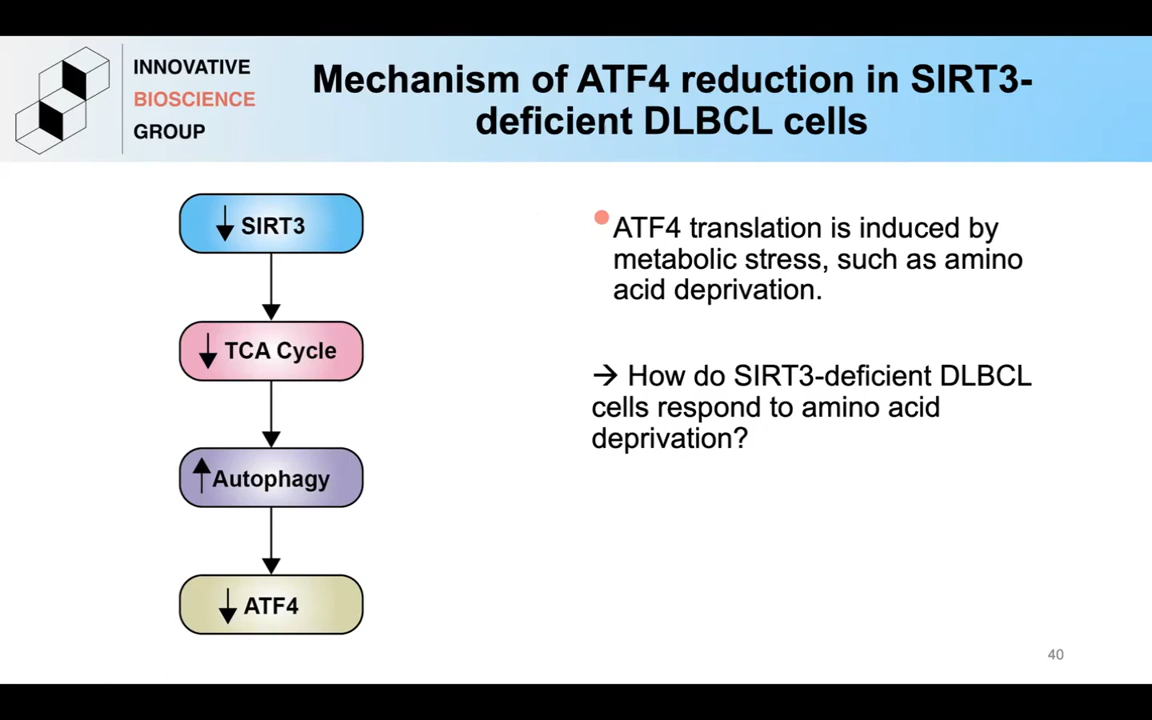 INNOVATIVE
BIOSCIENCE
GROUP
Mechanism of ATF4 reduction in SIRT3-
deficient DLBCL cells
↓ SIRT3
↓ TCA Cycle
↑ Autophagy
↓ ATF4
• ATF4 translation is induced by
metabolic stress, such as amino
acid deprivation.
→ How do SIRT3-deficient DLBCL
cells respond to amino acid
deprivation?
40